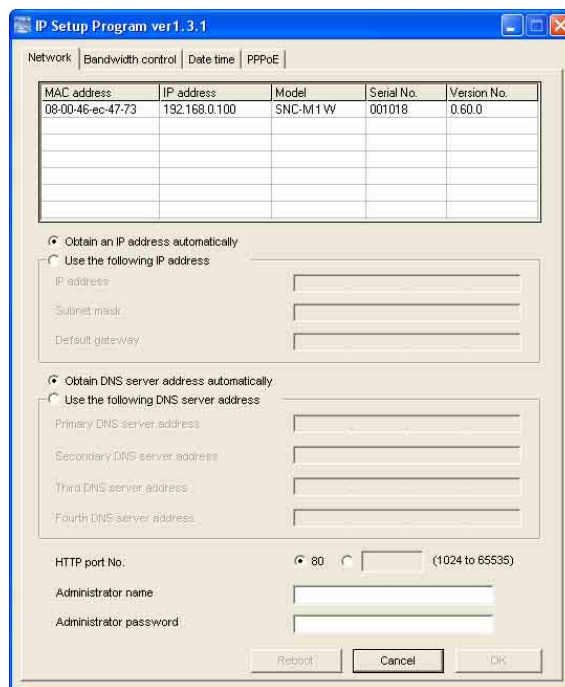 IP Setup Program ver1.3.1
Network Bandwidth control Date time PPPoE
MAC address IP address Model Serial No. Version No.
08-00-46-ec-47-73 192.168.0.100 SNC-M1W 001018 0.60.0
Obtain an IP address automatically
Use the following IP address
IP address
Subnet mask
Default gateway
Obtain DNS server address automatically
Use the following DNS server address
Primary DNS server address
Secondary DNS server address
Third DNS server address
Fourth DNS server address
HTTP port No. 80 (1024 to 65535)
Administrator name
Administrator password
Reboot Cancel OK